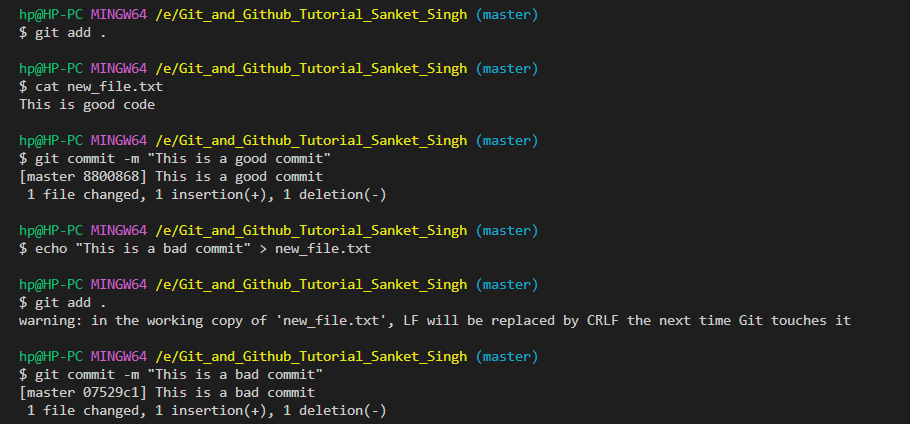 hp@HP-PC MINGW64 /e/Git_and_Github_Tutorial_Sanket_Singh (master)
$ git add .
hp@HP-PC MINGW64 /e/Git_and_Github_Tutorial_Sanket_Singh (master)
$ cat new_file.txt
This is good code
hp@HP-PC MINGW64 /e/Git_and_Github_Tutorial_Sanket_Singh (master)
$ git commit -m "This is a good commit"
[master 8800868] This is a good commit
1 file changed, 1 insertion(+), 1 deletion(-)
hp@HP-PC MINGW64 /e/Git_and_Github_Tutorial_Sanket_Singh (master)
$ echo "This is a bad commit" > new_file.txt
hp@HP-PC MINGW64 /e/Git_and_Github_Tutorial_Sanket_Singh (master)
$ git add .
warning: in the working copy of 'new_file.txt', LF will be replaced by CRLF the next time Git touches it
hp@HP-PC MINGW64 /e/Git_and_Github_Tutorial_Sanket_Singh (master)
$ git commit -m "This is a bad commit"
[master 07529c1] This is a bad commit
1 file changed, 1 insertion(+), 1 deletion(-)